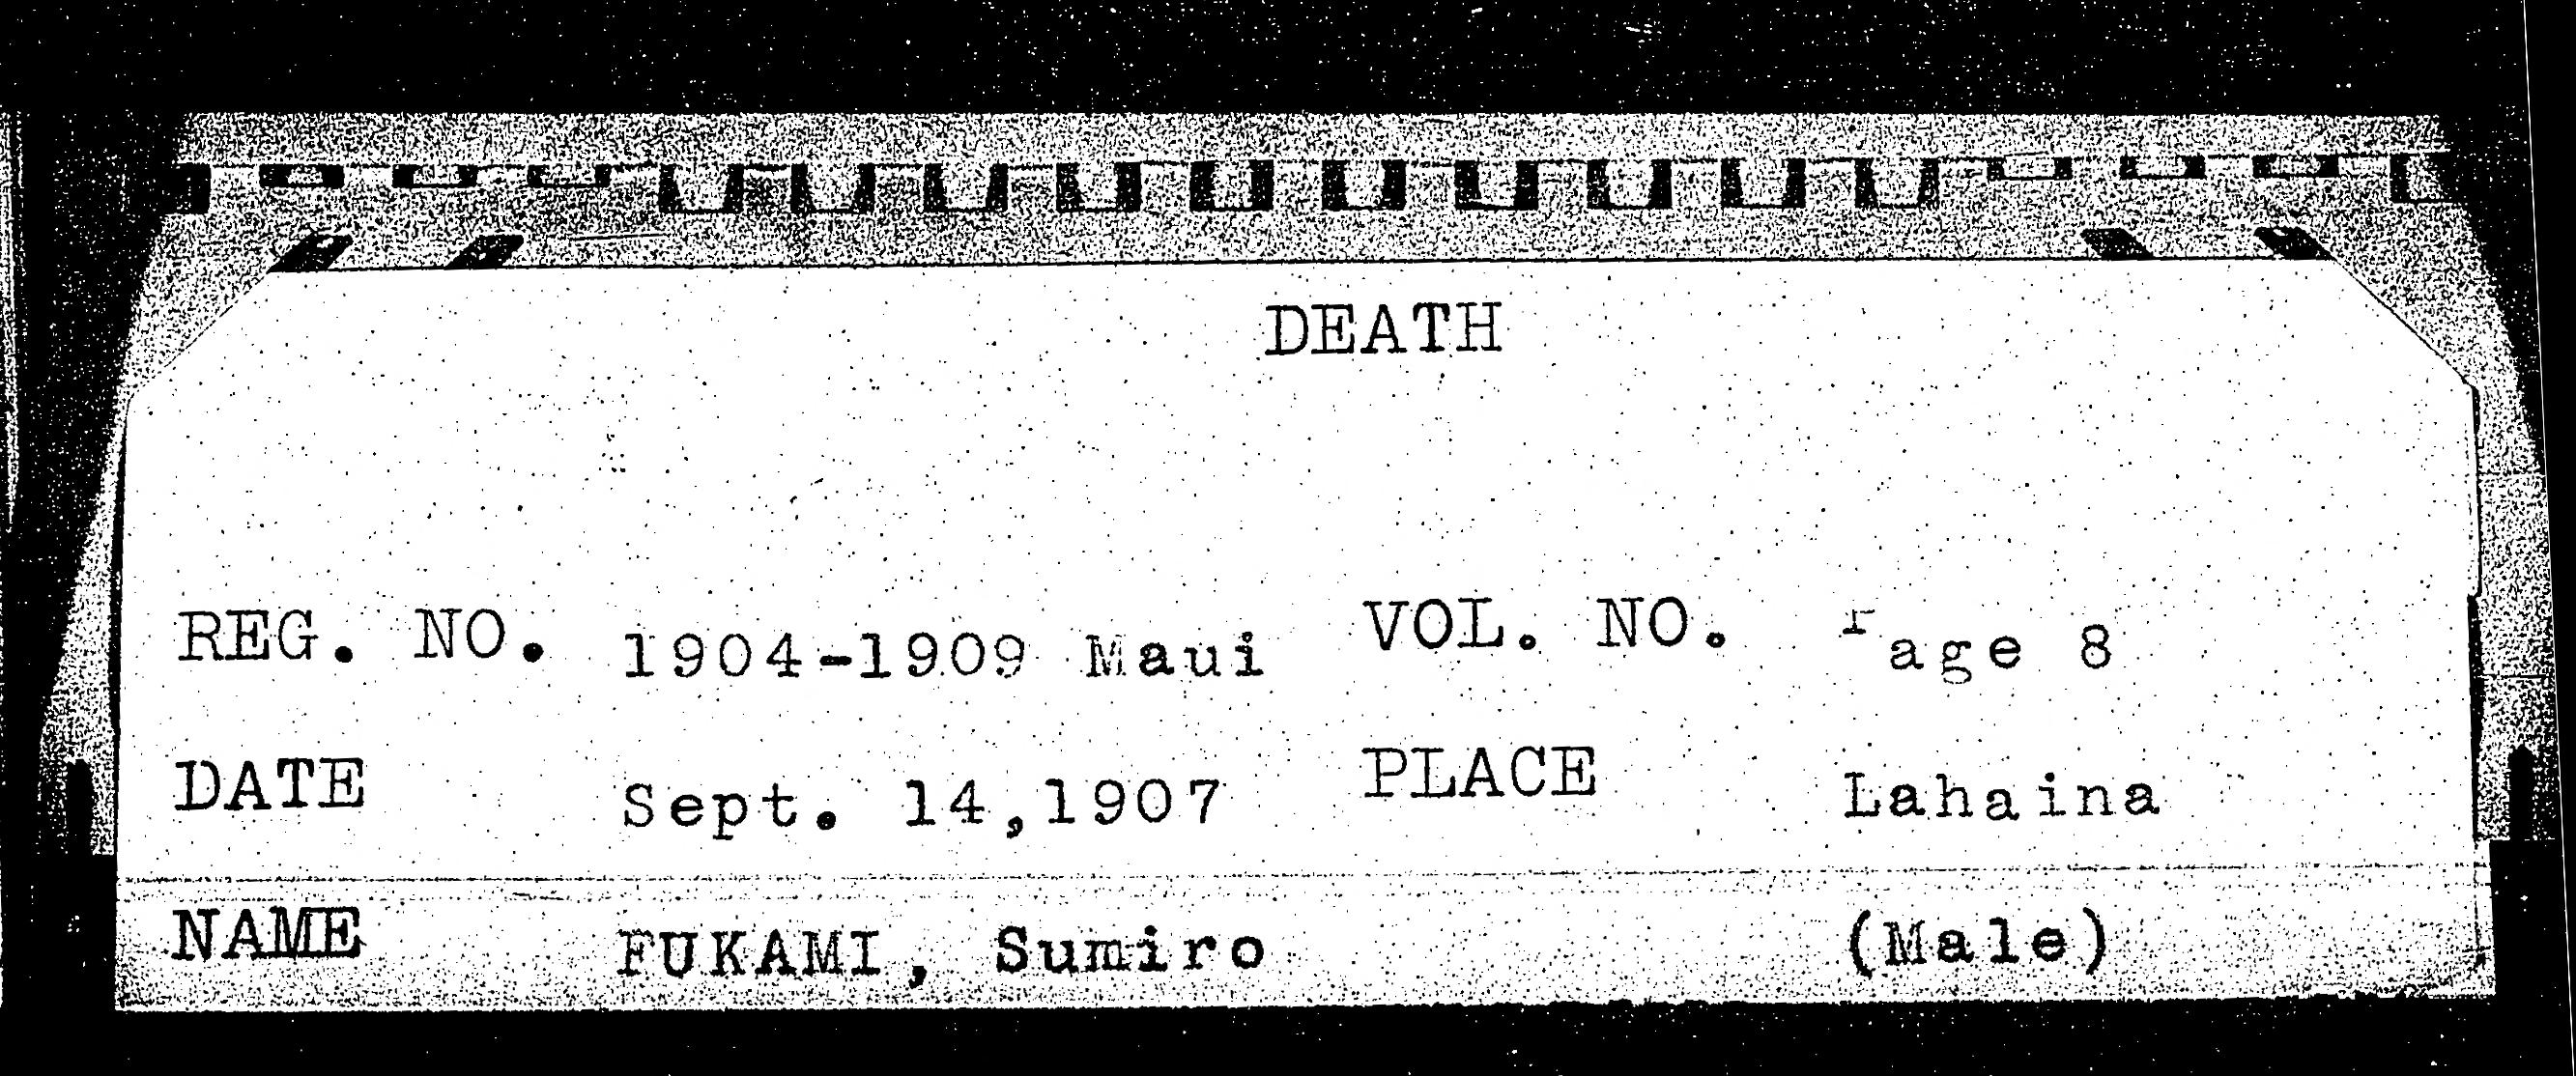 DEATH
REG. NO. 1904-1909 Maui VOL. NO. Page 8
DATE Sept. 14,1907 PLACE Lahaina
NAME FUKAMI, Sumiro (Male)